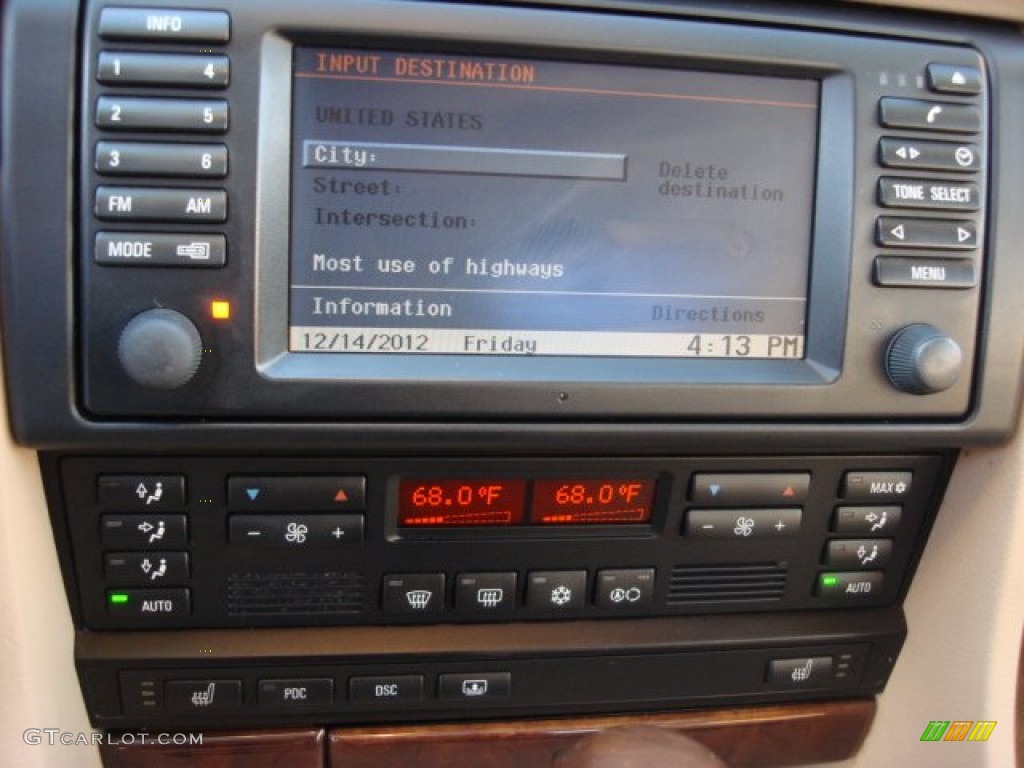 INFO
1 4
2 5
3 6
FM AM
MODE
INPUT DESTINATION
UNITED STATES
City:
Street:
Intersection:
Delete
destination
Most use of highways
Information Directions
12/14/2012 Friday 4:13 PM
TONE SELECT
MENU
68.0°F 68.0°F
- +
- +
MAX
AUTO
AUTO
A
PDC
DSC
GTCARLOT.COM